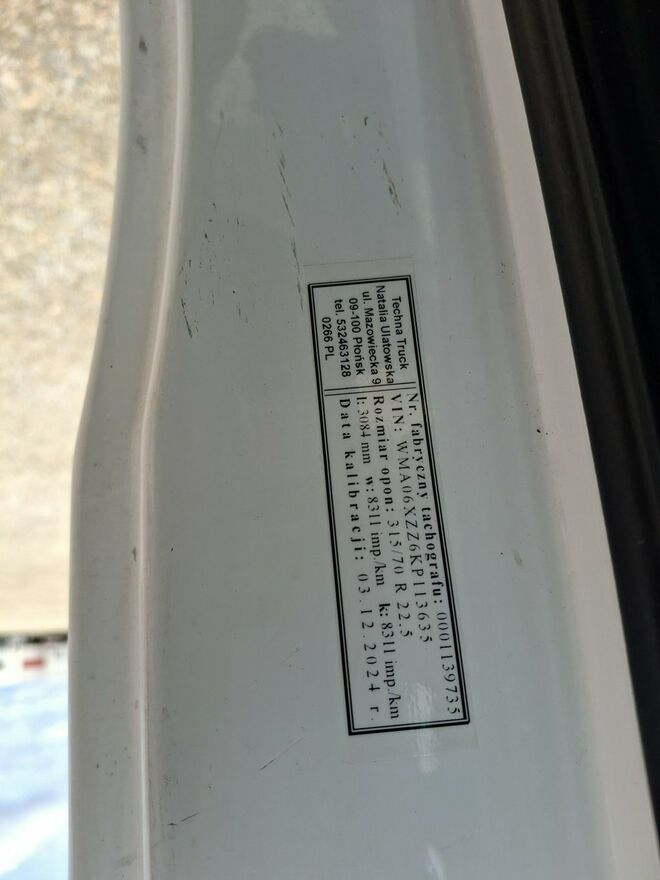 Techna Truck
Natalia Ulatowska
ul. Mazowiecka 9
09-100 Płońsk
tel. 532463128
0266 PL
Nr. fabryczny tachografu: 0001139735
VIN: WMA06XZZ6KP113635
Rozmiar opon: 315/70 R 22.5
l: 3084 mm w: 8311 imp./km k: 8311 imp./km
Data kalibracji: 03.12.2024 r.